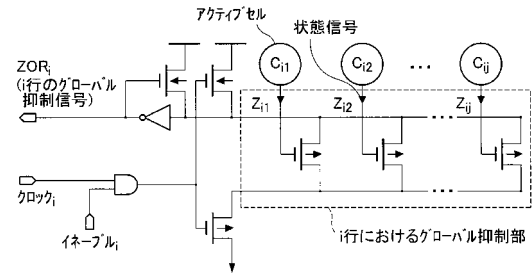 アクティブセル
状態信号
ZORi
(i行のグローバル
抑制信号)
Ci1
Ci2
…
Cij
Zi1
Zi2
…
Zij
クロックi
イネーブルi
…
i行におけるグローバル抑制部